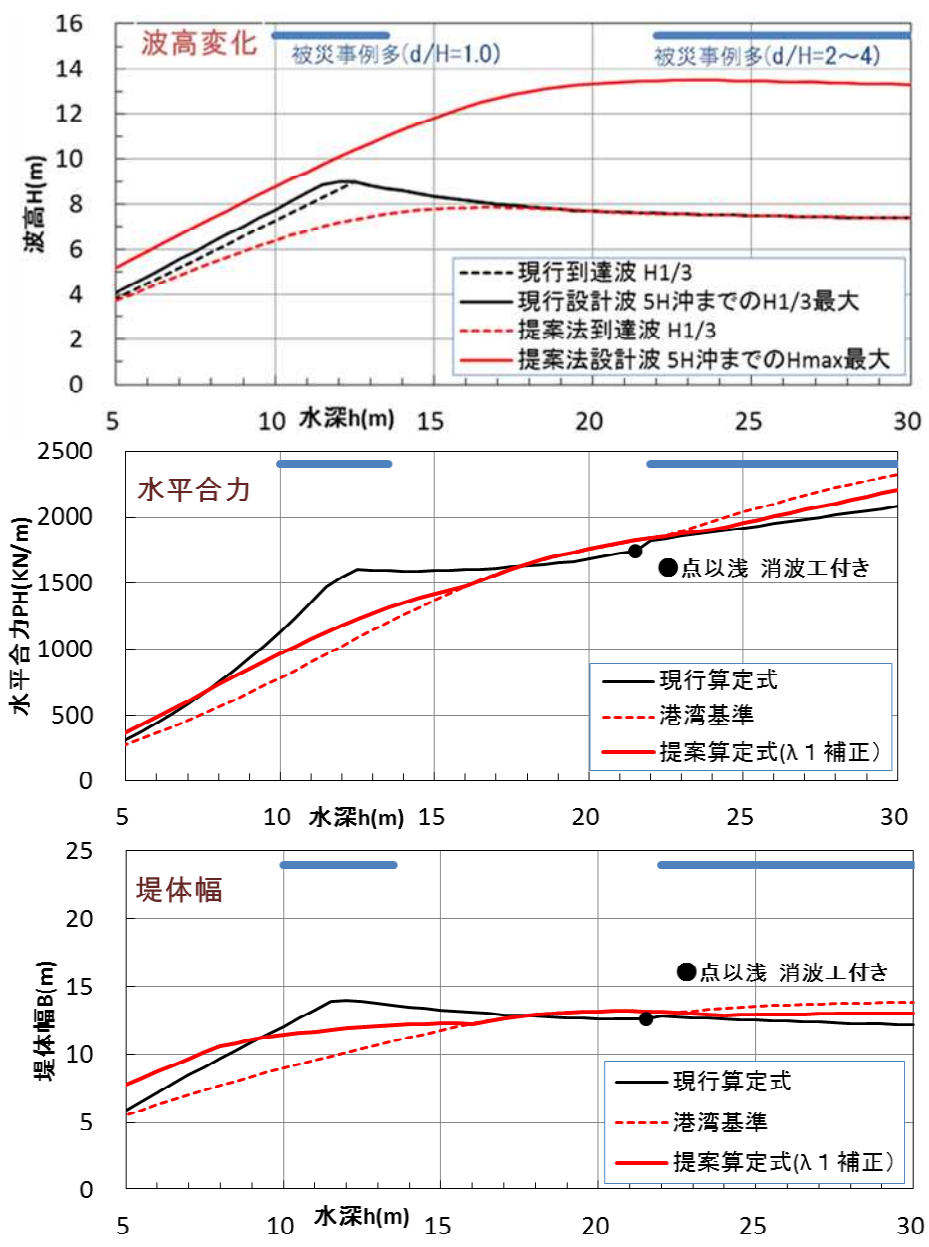 波高変化
被災事例多(d/H=1.0)
被災事例多(d/H=2～4)
波高H(m)
16
14
12
10
8
6
4
2
0
現行到達波 H1/3
現行設計波 5H沖までのH1/3最大
提案法到達波 H1/3
提案法設計波 5H沖までのHmax最大
5 10 15 20 25 30
水深h(m)
水平合力
水平合力PH(KN/m)
2500
2000
1500
1000
500
0
●点以浅 消波工付き
現行算定式
港湾基準
提案算定式(λ１補正)
5 10 15 20 25 30
水深h(m)
堤体幅
堤体幅B(m)
25
20
15
10
5
0
●点以浅 消波工付き
現行算定式
港湾基準
提案算定式(λ１補正)
5 10 15 20 25 30
水深h(m)